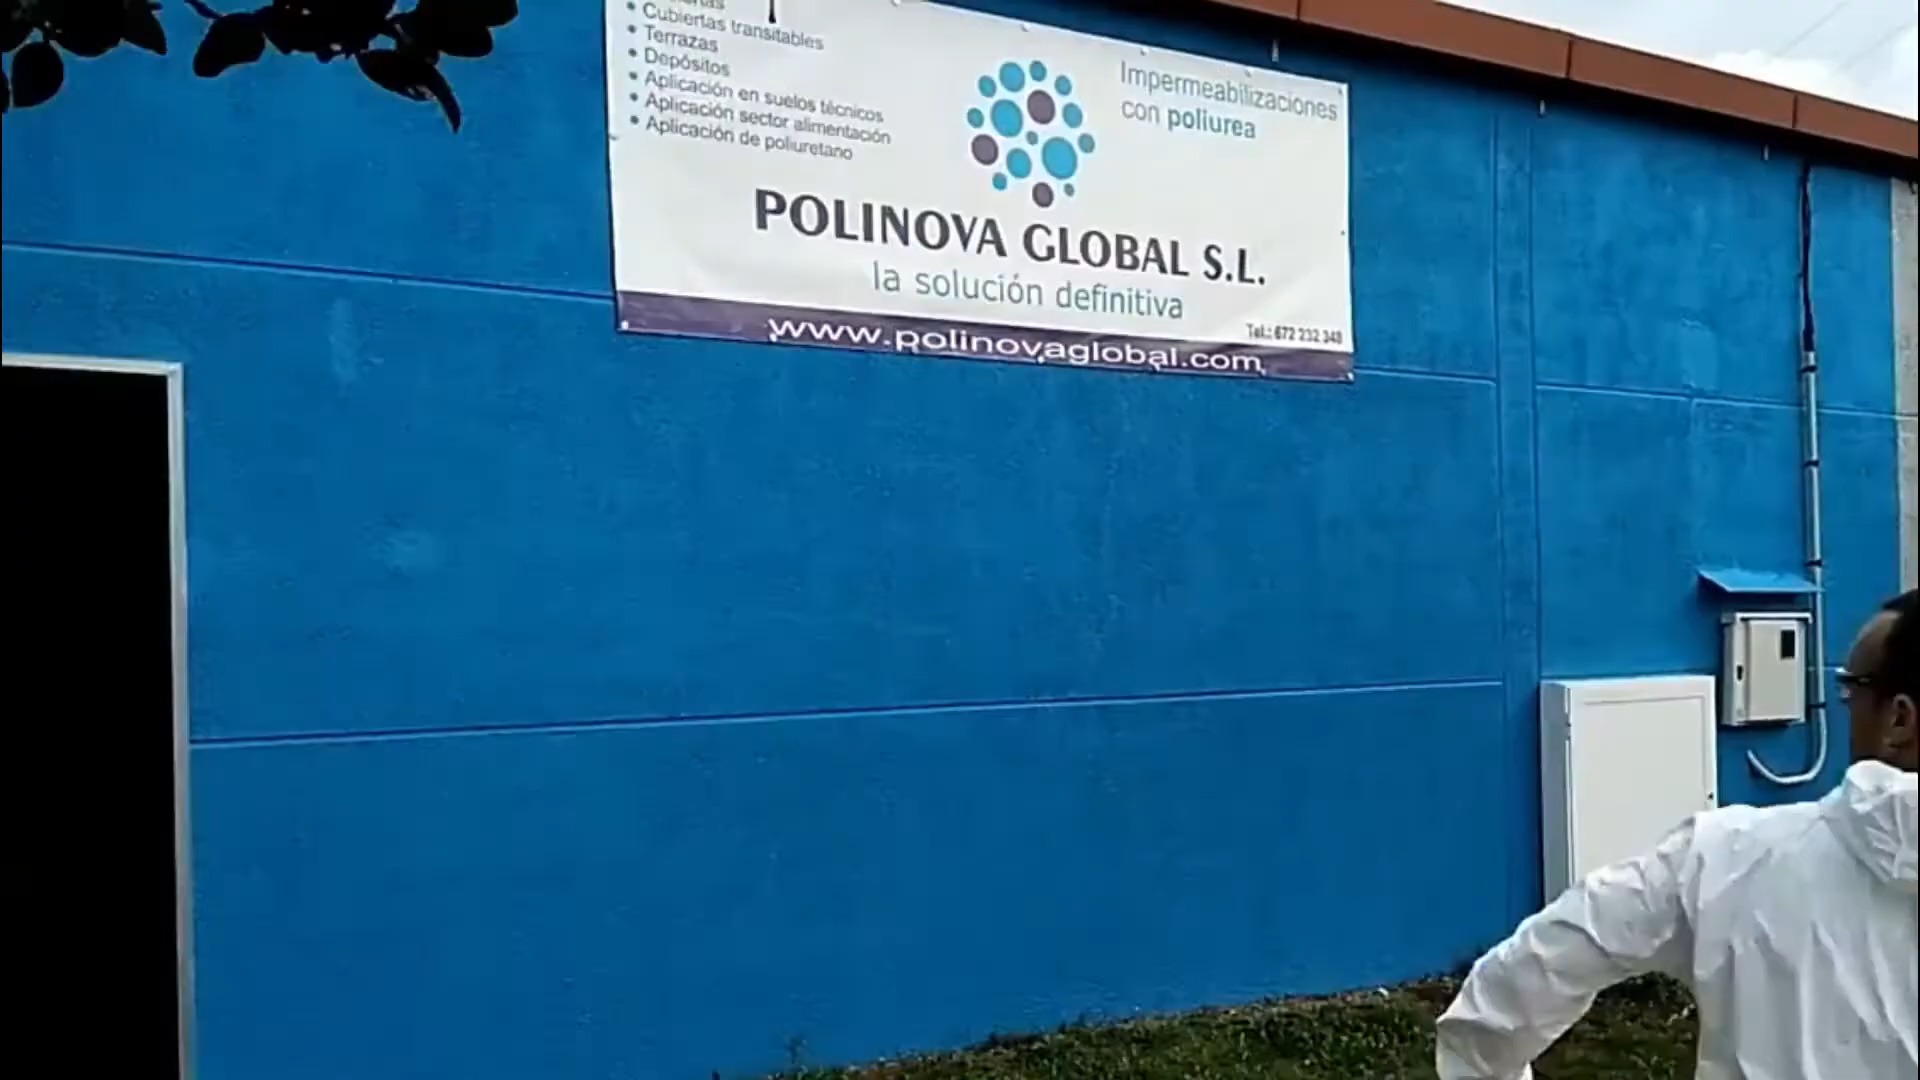 • Cubiertas transitables
• Terrazas
• Depósitos
• Aplicación en suelos técnicos
• Aplicación sector alimentación
• Aplicación de poliuretano
Impermeabilizaciones
con poliurea
POLINOVA GLOBAL S.L.
la solución definitiva
Tel.: 672 232 348
www.polinovaglobal.com